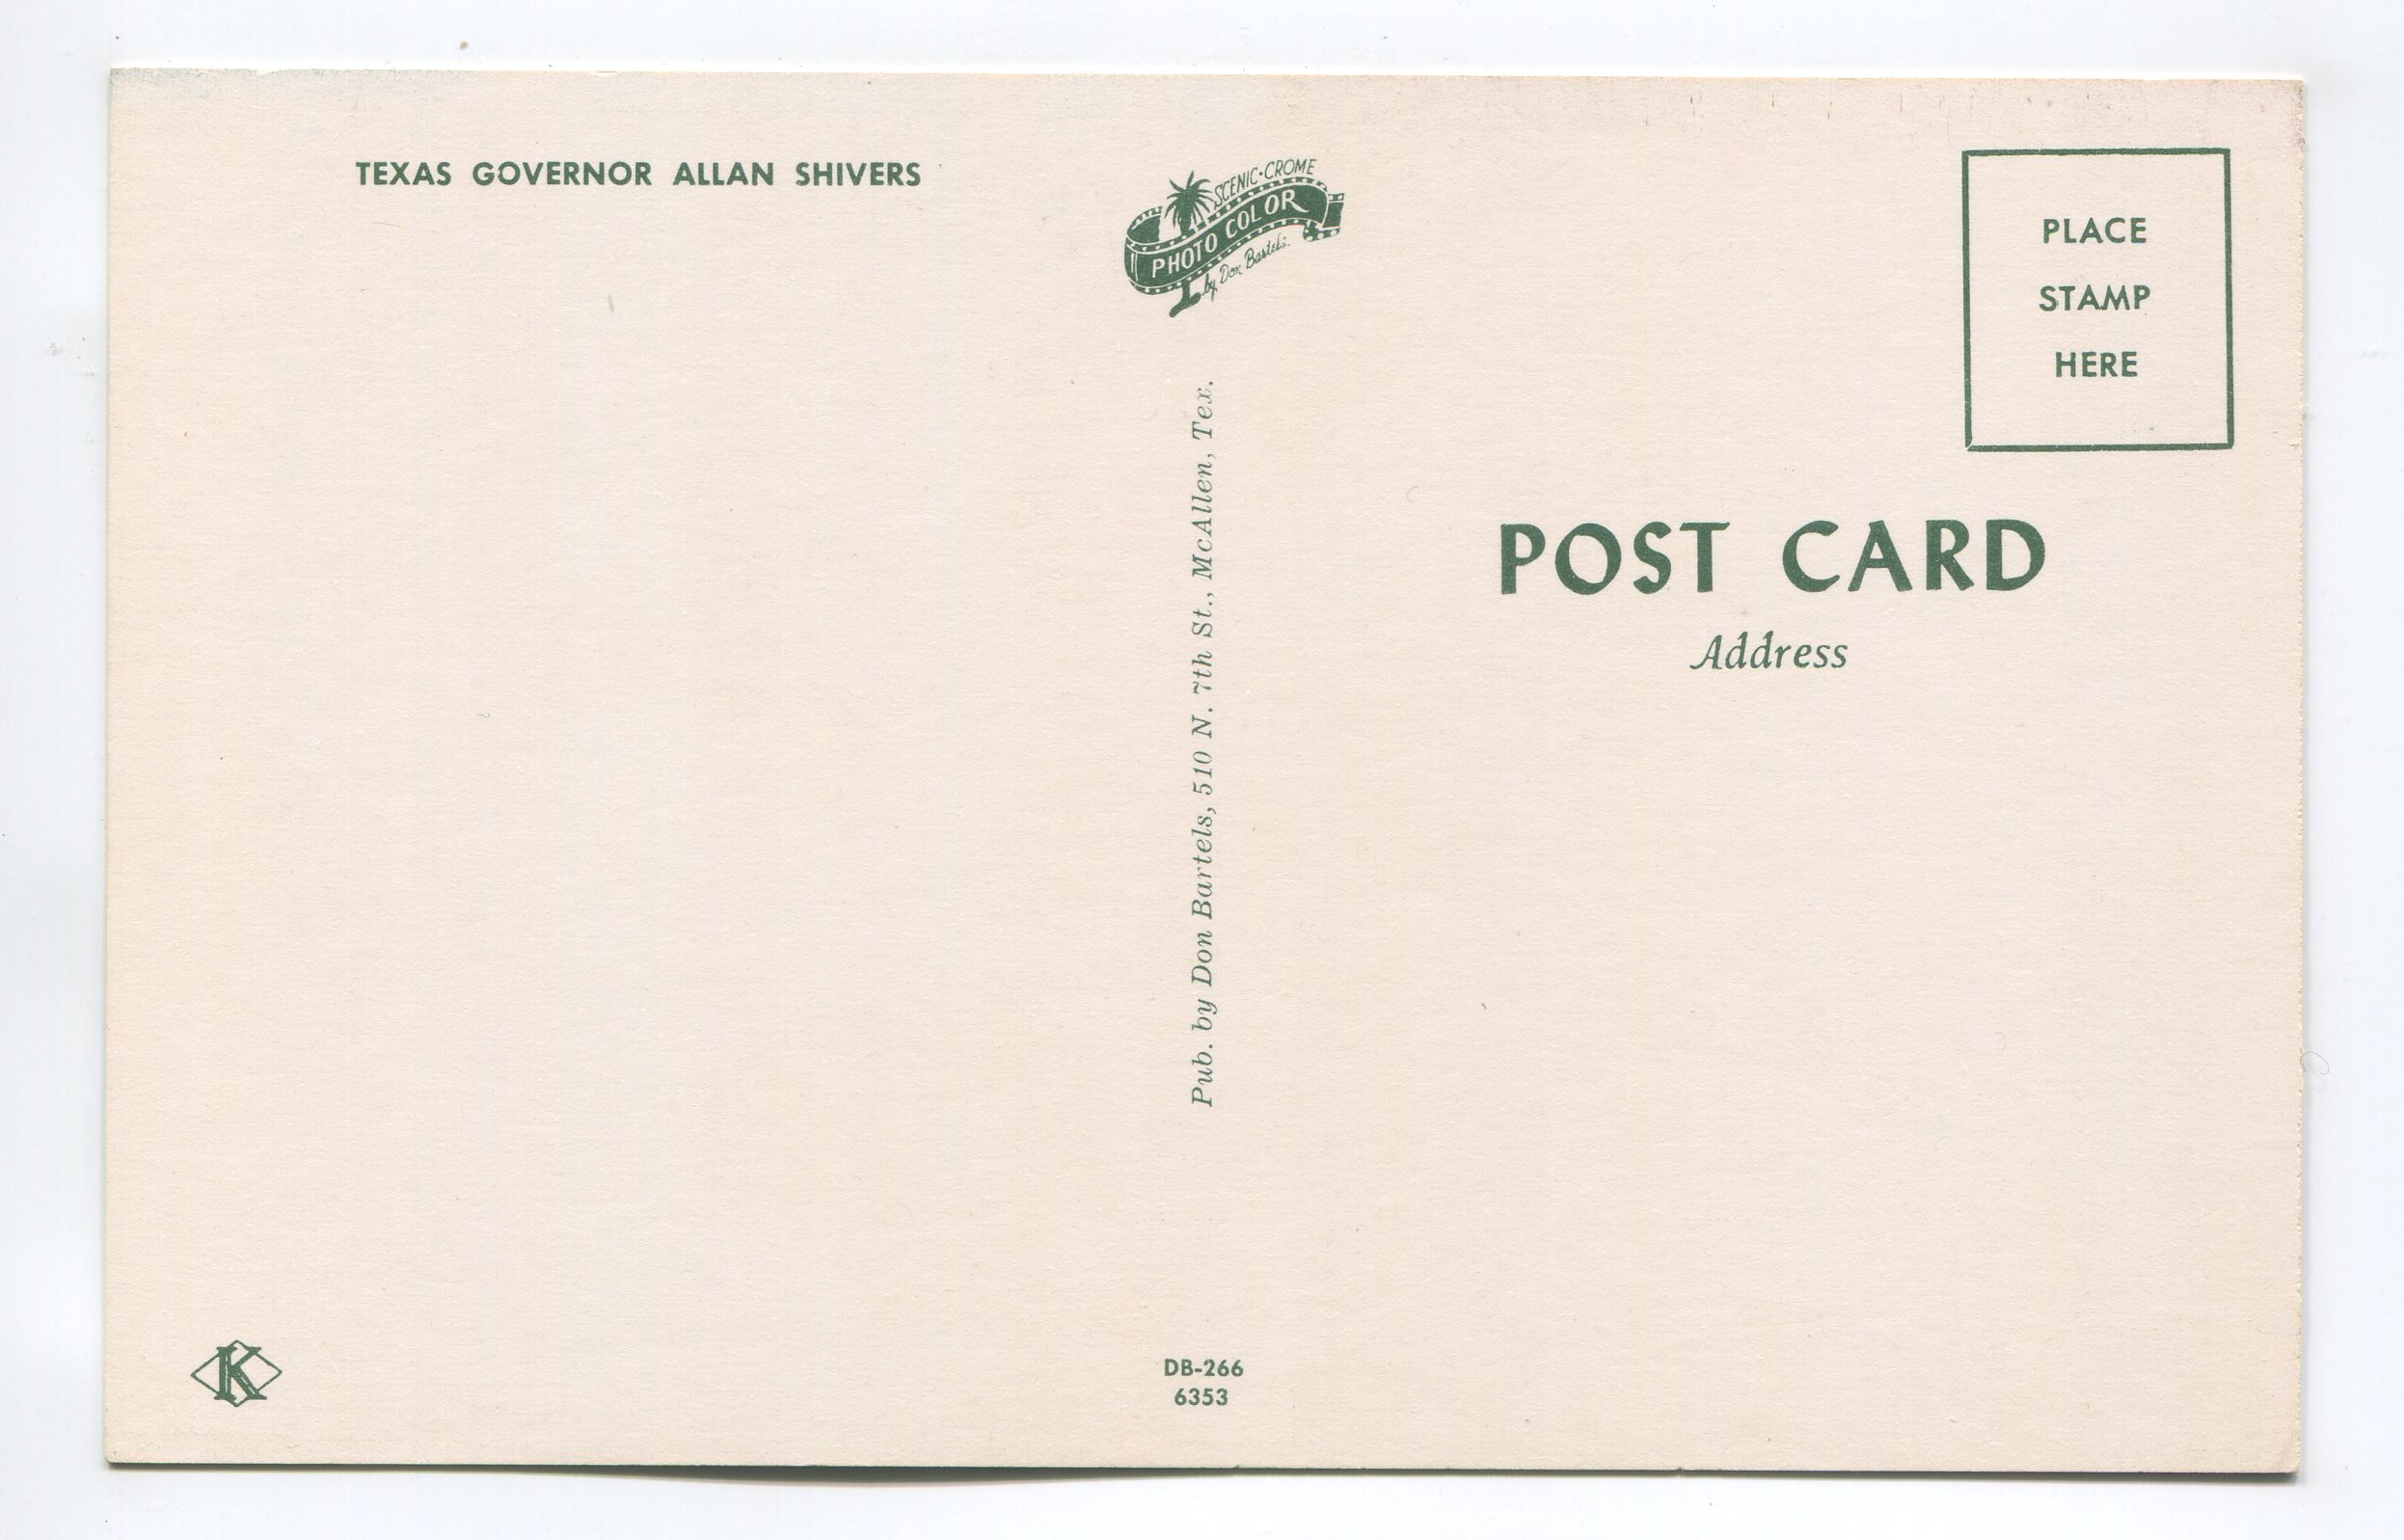 TEXAS GOVERNOR ALLAN SHIVERS
SCENIC·CROME
PHOTO COLOR
by Don Bartels
PLACE
STAMP
HERE
Pub. by Don Bartels, 510 N. 7th St., McAllen, Tex.
POST CARD
Address
K
DB-266
6353